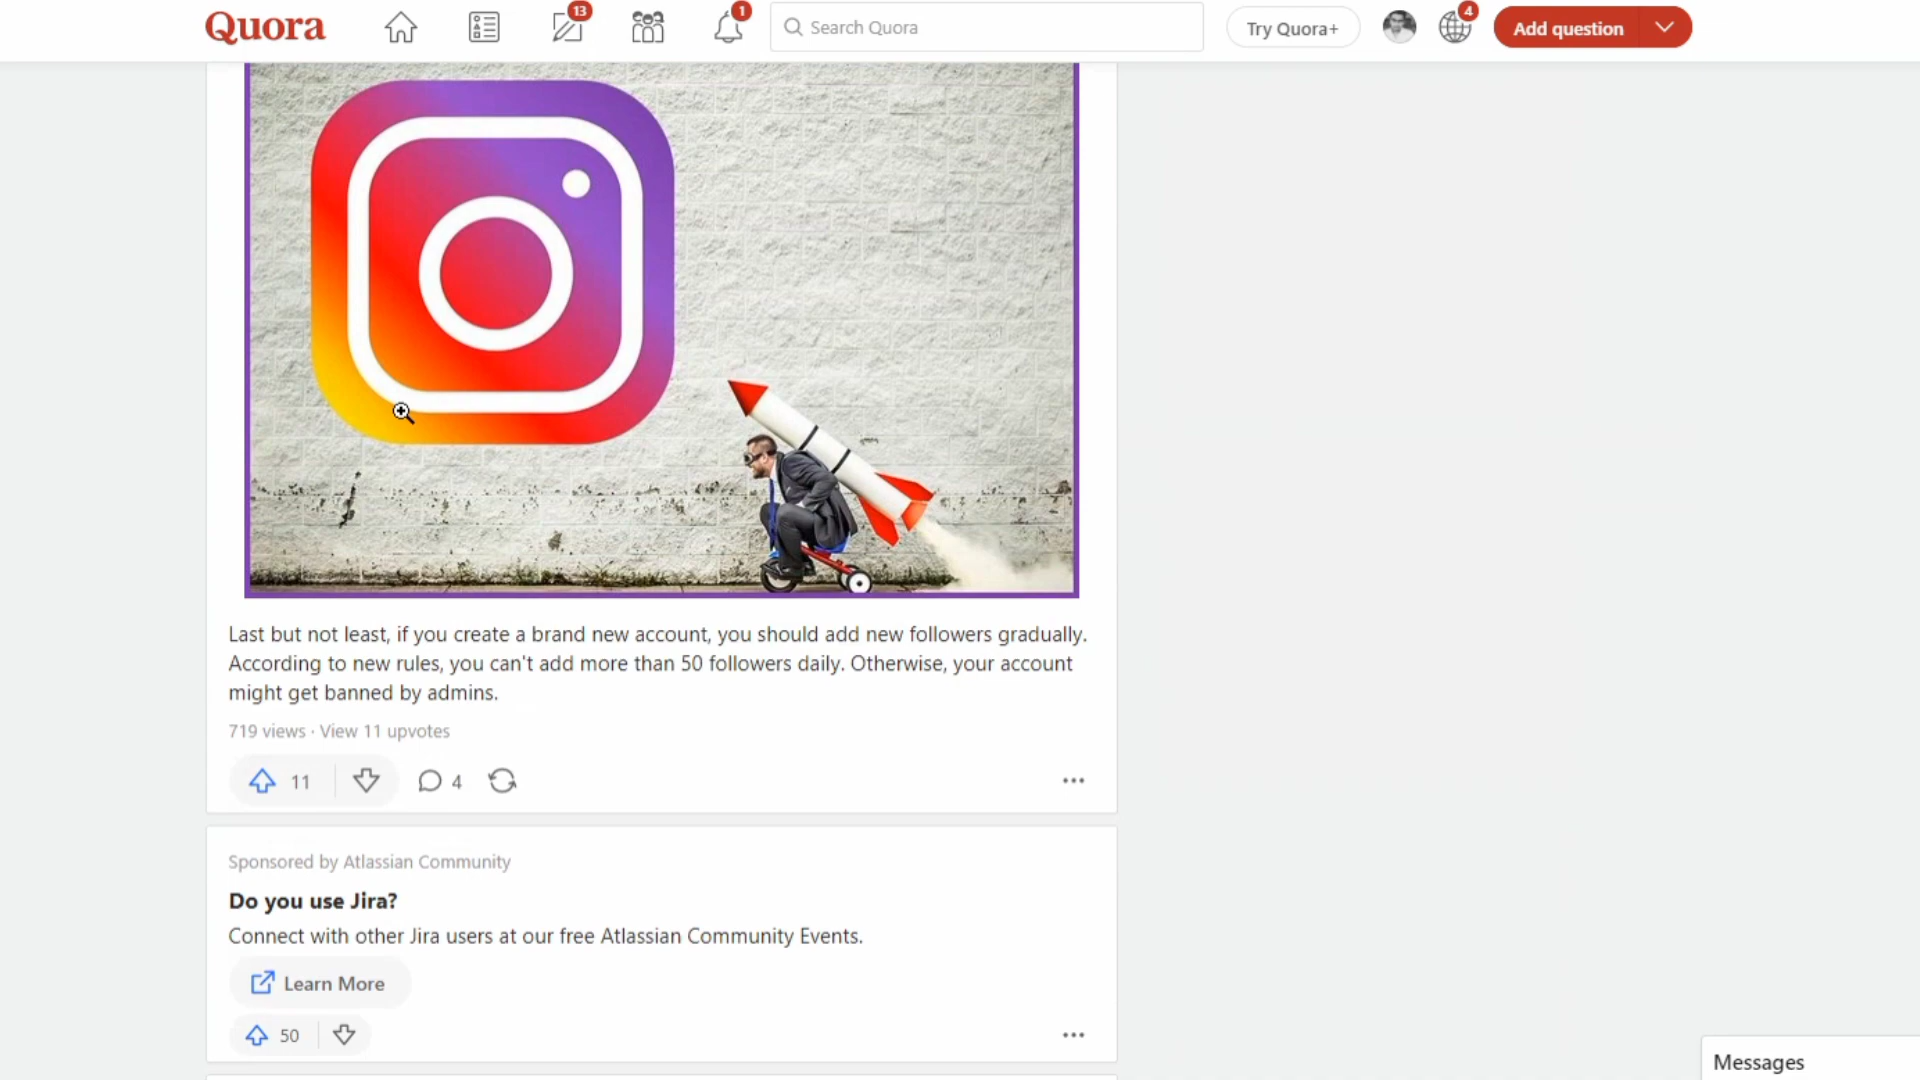 Quora
13
1
Search Quora
Try Quora+
4
Add question
Last but not least, if you create a brand new account, you should add new followers gradually.
According to new rules, you can't add more than 50 followers daily. Otherwise, your account
might get banned by admins.
719 views · View 11 upvotes
11
4
Sponsored by Atlassian Community
Do you use Jira?
Connect with other Jira users at our free Atlassian Community Events.
Learn More
50
Messages